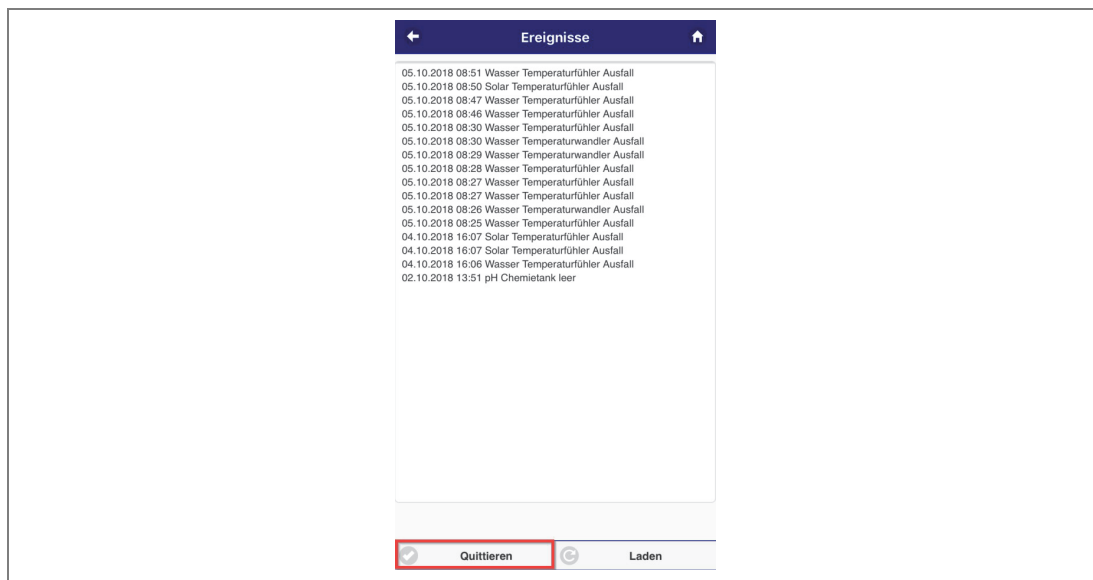 Ereignisse
05.10.2018 08:51 Wasser Temperaturfühler Ausfall
05.10.2018 08:50 Solar Temperaturfühler Ausfall
05.10.2018 08:47 Wasser Temperaturfühler Ausfall
05.10.2018 08:46 Wasser Temperaturfühler Ausfall
05.10.2018 08:30 Wasser Temperaturfühler Ausfall
05.10.2018 08:30 Wasser Temperaturwandler Ausfall
05.10.2018 08:29 Wasser Temperaturwandler Ausfall
05.10.2018 08:28 Wasser Temperaturfühler Ausfall
05.10.2018 08:27 Wasser Temperaturfühler Ausfall
05.10.2018 08:27 Wasser Temperaturfühler Ausfall
05.10.2018 08:26 Wasser Temperaturwandler Ausfall
05.10.2018 08:25 Wasser Temperaturfühler Ausfall
04.10.2018 16:07 Solar Temperaturfühler Ausfall
04.10.2018 16:07 Solar Temperaturfühler Ausfall
04.10.2018 16:06 Wasser Temperaturfühler Ausfall
02.10.2018 13:51 pH Chemietank leer
Quittieren Laden